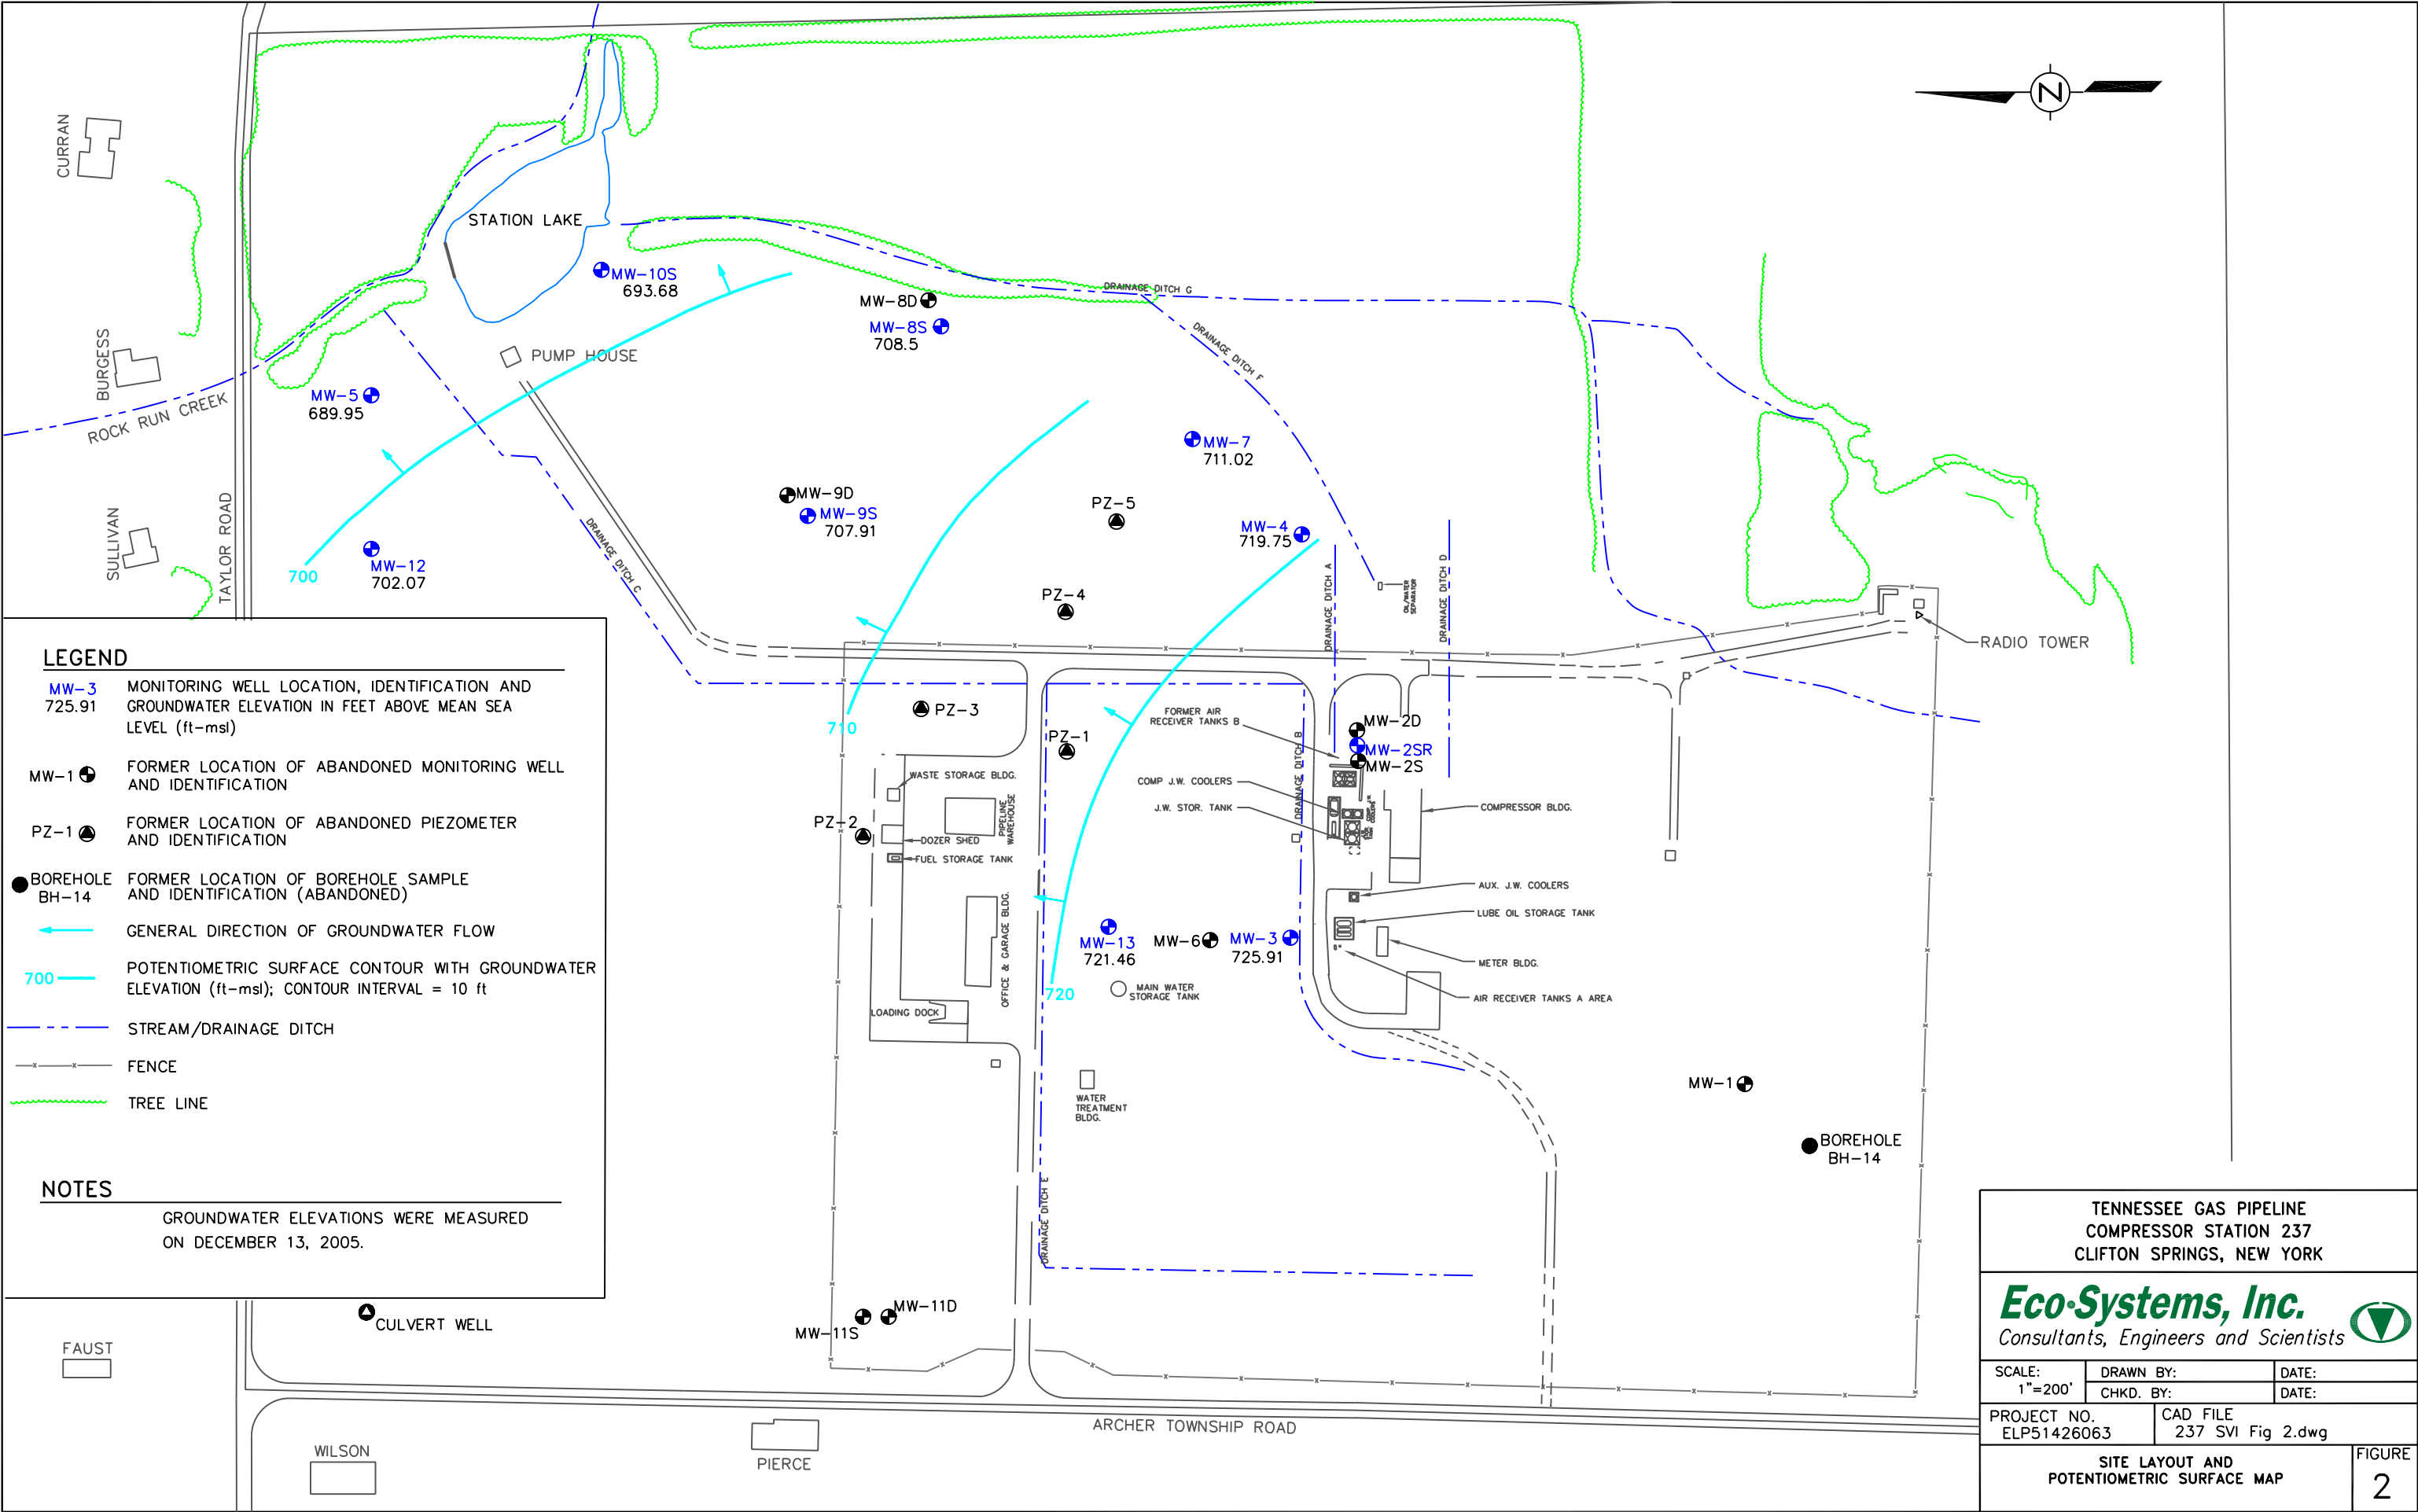 CURRAN
N
STATION LAKE
MW-10S
693.68
MW-8D
MW-8S
708.5
DRAINAGE DITCH G
DRAINAGE DITCH F
BURGESS
PUMP HOUSE
MW-5
689.95
ROCK RUN CREEK
MW-7
711.02
MW-9D
MW-9S
707.91
PZ-5
MW-4
719.75
SULLIVAN
TAYLOR ROAD
700
MW-12
702.07
DRAINAGE DITCH C
PZ-4
DRAINAGE DITCH A
OIL/WATER
SEPARATOR
DRAINAGE DITCH D
RADIO TOWER
LEGEND
MW-3
725.91
MONITORING WELL LOCATION, IDENTIFICATION AND
GROUNDWATER ELEVATION IN FEET ABOVE MEAN SEA
LEVEL (ft-msl)
MW-1
FORMER LOCATION OF ABANDONED MONITORING WELL
AND IDENTIFICATION
PZ-1
FORMER LOCATION OF ABANDONED PIEZOMETER
AND IDENTIFICATION
BOREHOLE
BH-14
FORMER LOCATION OF BOREHOLE SAMPLE
AND IDENTIFICATION (ABANDONED)
GENERAL DIRECTION OF GROUNDWATER FLOW
700
POTENTIOMETRIC SURFACE CONTOUR WITH GROUNDWATER
ELEVATION (ft-msl); CONTOUR INTERVAL = 10 ft
STREAM/DRAINAGE DITCH
FENCE
TREE LINE
NOTES
GROUNDWATER ELEVATIONS WERE MEASURED
ON DECEMBER 13, 2005.
PZ-3
710
PZ-1
FORMER AIR
RECEIVER TANKS B
MW-2D
MW-2SR
MW-2S
WASTE STORAGE BLDG.
PIPELINE
WAREHOUSE
COMP J.W. COOLERS
J.W. STOR. TANK
DRAINAGE DITCH B
COMPRESSOR BLDG.
PZ-2
DOZER SHED
FUEL STORAGE TANK
AUX. J.W. COOLERS
LUBE OIL STORAGE TANK
OFFICE & GARAGE BLDG.
MW-13
721.46
MW-6
MW-3
725.91
METER BLDG.
720
MAIN WATER
STORAGE TANK
AIR RECEIVER TANKS A AREA
LOADING DOCK
WATER
TREATMENT
BLDG.
MW-1
BOREHOLE
BH-14
DRAINAGE DITCH E
MW-11D
MW-11S
CULVERT WELL
FAUST
WILSON
PIERCE
ARCHER TOWNSHIP ROAD
TENNESSEE GAS PIPELINE
COMPRESSOR STATION 237
CLIFTON SPRINGS, NEW YORK
Eco•Systems, Inc.
Consultants, Engineers and Scientists
SCALE:
1"=200'
DRAWN BY:
DATE:
CHKD. BY:
DATE:
PROJECT NO.
ELP51426063
CAD FILE
237 SVI Fig 2.dwg
SITE LAYOUT AND
POTENTIOMETRIC SURFACE MAP
FIGURE
2